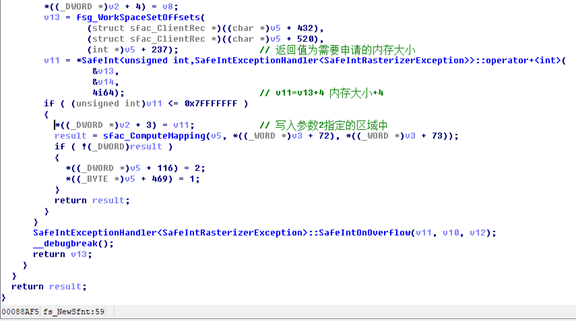 *((_DWORD *)v2 + 4) = v8;
v13 = fsg_WorkSpaceSetOffsets(
(struct sfac_ClientRec *)((char *)v5 + 432),
(struct sfac_ClientRec *)((char *)v5 + 520),
(int *)v5 + 237); // 返回值为需要申请的内存大小
v11 = *SafeInt<unsigned int,SafeIntExceptionHandler<SafeIntRasterizerException>>::operator+<int>(
&v13,
&v14,
4i64); // v11=v13+4 内存大小+4
if ( (unsigned int)v11 <= 0x7FFFFFFF )
{
*((_DWORD *)v2 + 3) = v11; // 写入参数2指定的区域中
result = sfac_ComputeMapping(v5, *((_WORD *)v3 + 72), *((_WORD *)v3 + 73));
if ( !(_DWORD)result )
{
*((_DWORD *)v5 + 116) = 2;
*((_BYTE *)v5 + 469) = 1;
}
return result;
}
}
SafeIntExceptionHandler<SafeIntRasterizerException>::SafeIntOnOverflow(v11, v10, v12);
__debugbreak();
return v13;
}
}
return result;
}
00088AF5 fs_NewSfnt:59